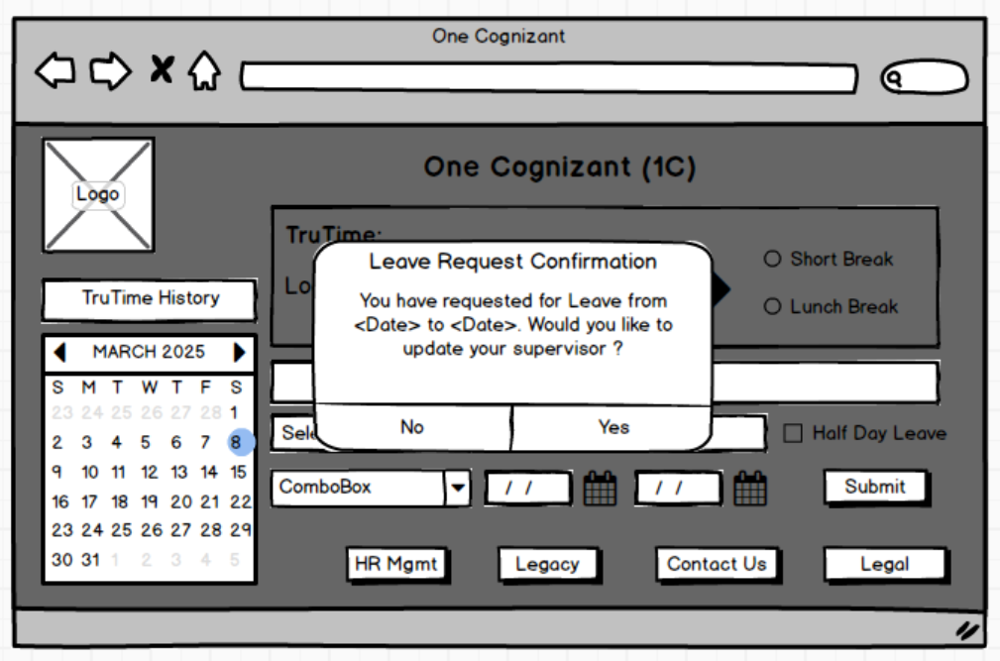 One Cognizant
One Cognizant (1C)
Logo
TruTime:
Lo
Short Break
Lunch Break
Leave Request Confirmation
You have requested for Leave from
<Date> to <Date>. Would you like to
update your supervisor ?
No Yes
TruTime History
MARCH 2025
S M T W T F S
23 24 25 26 27 28 1
2 3 4 5 6 7 8
9 10 11 12 13 14 15
16 17 18 19 20 21 22
23 24 25 26 27 28 29
30 31 1 2 3 4 5
Sele
Half Day Leave
ComboBox / / / / Submit
HR Mgmt Legacy Contact Us Legal